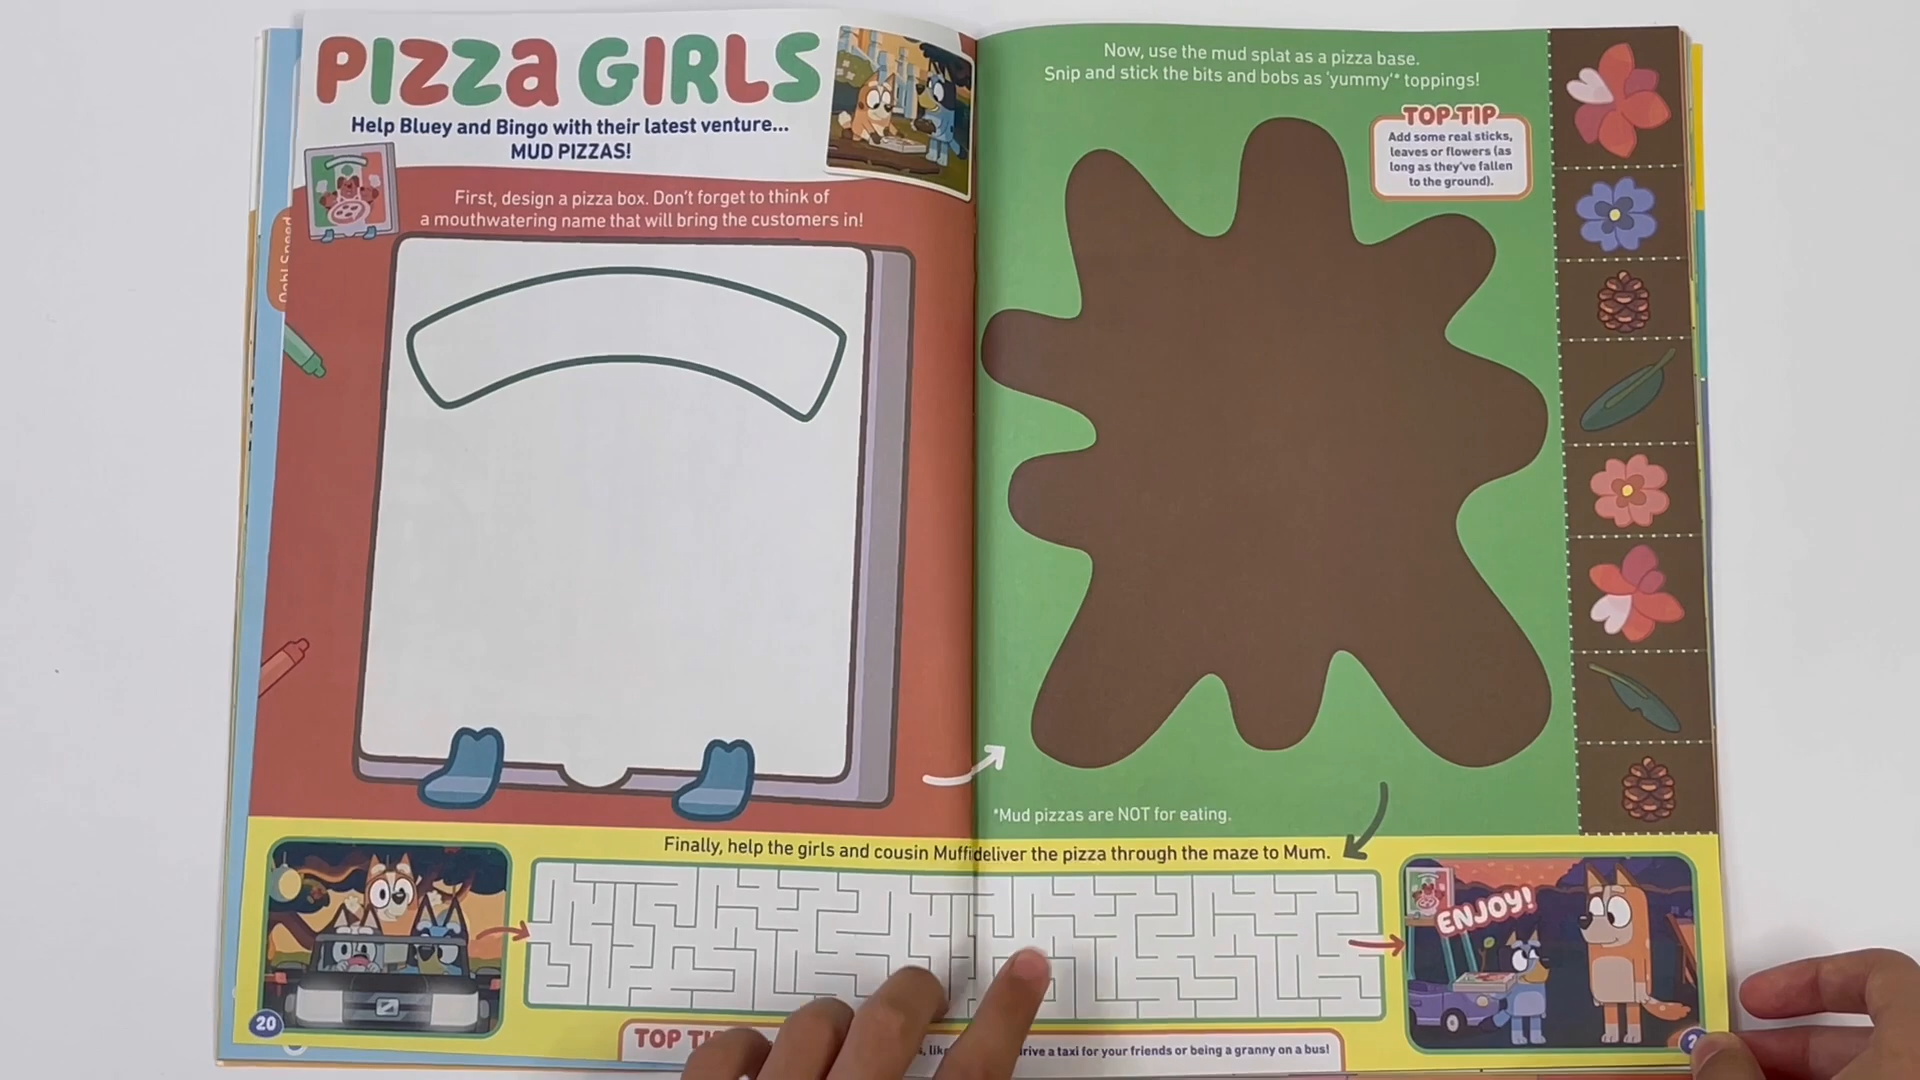 PIZZa GIRLS
Help Bluey and Bingo with their latest venture...
MUD PIZZAS!
First, design a pizza box. Don't forget to think of
a mouthwatering name that will bring the customers in!
Now, use the mud splat as a pizza base.
Snip and stick the bits and bobs as 'yummy'* toppings!
TOP TIP
Add some real sticks,
leaves or flowers (as
long as they've fallen
to the ground).
*Mud pizzas are NOT for eating.
Finally, help the girls and cousin Muffi deliver the pizza through the maze to Mum.
ENJOY!
20
TOP
a taxi for your friends or being a granny on a bus!